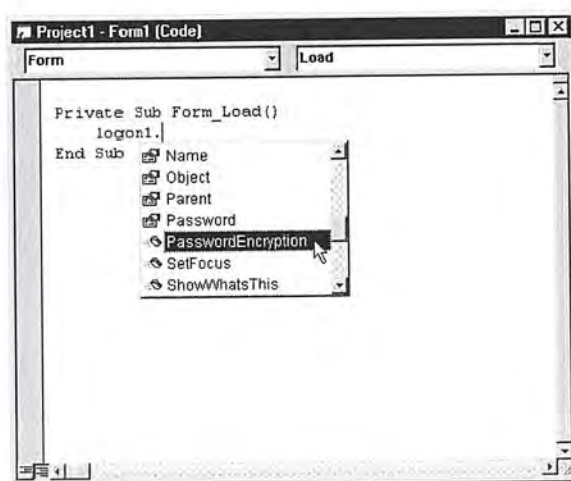 Project1 - Form1 (Code)
Form
Load
Private Sub Form_Load()
logon1.
End Sub
Name
Object
Parent
Password
PasswordEncryption
SetFocus
ShowWhatsThis